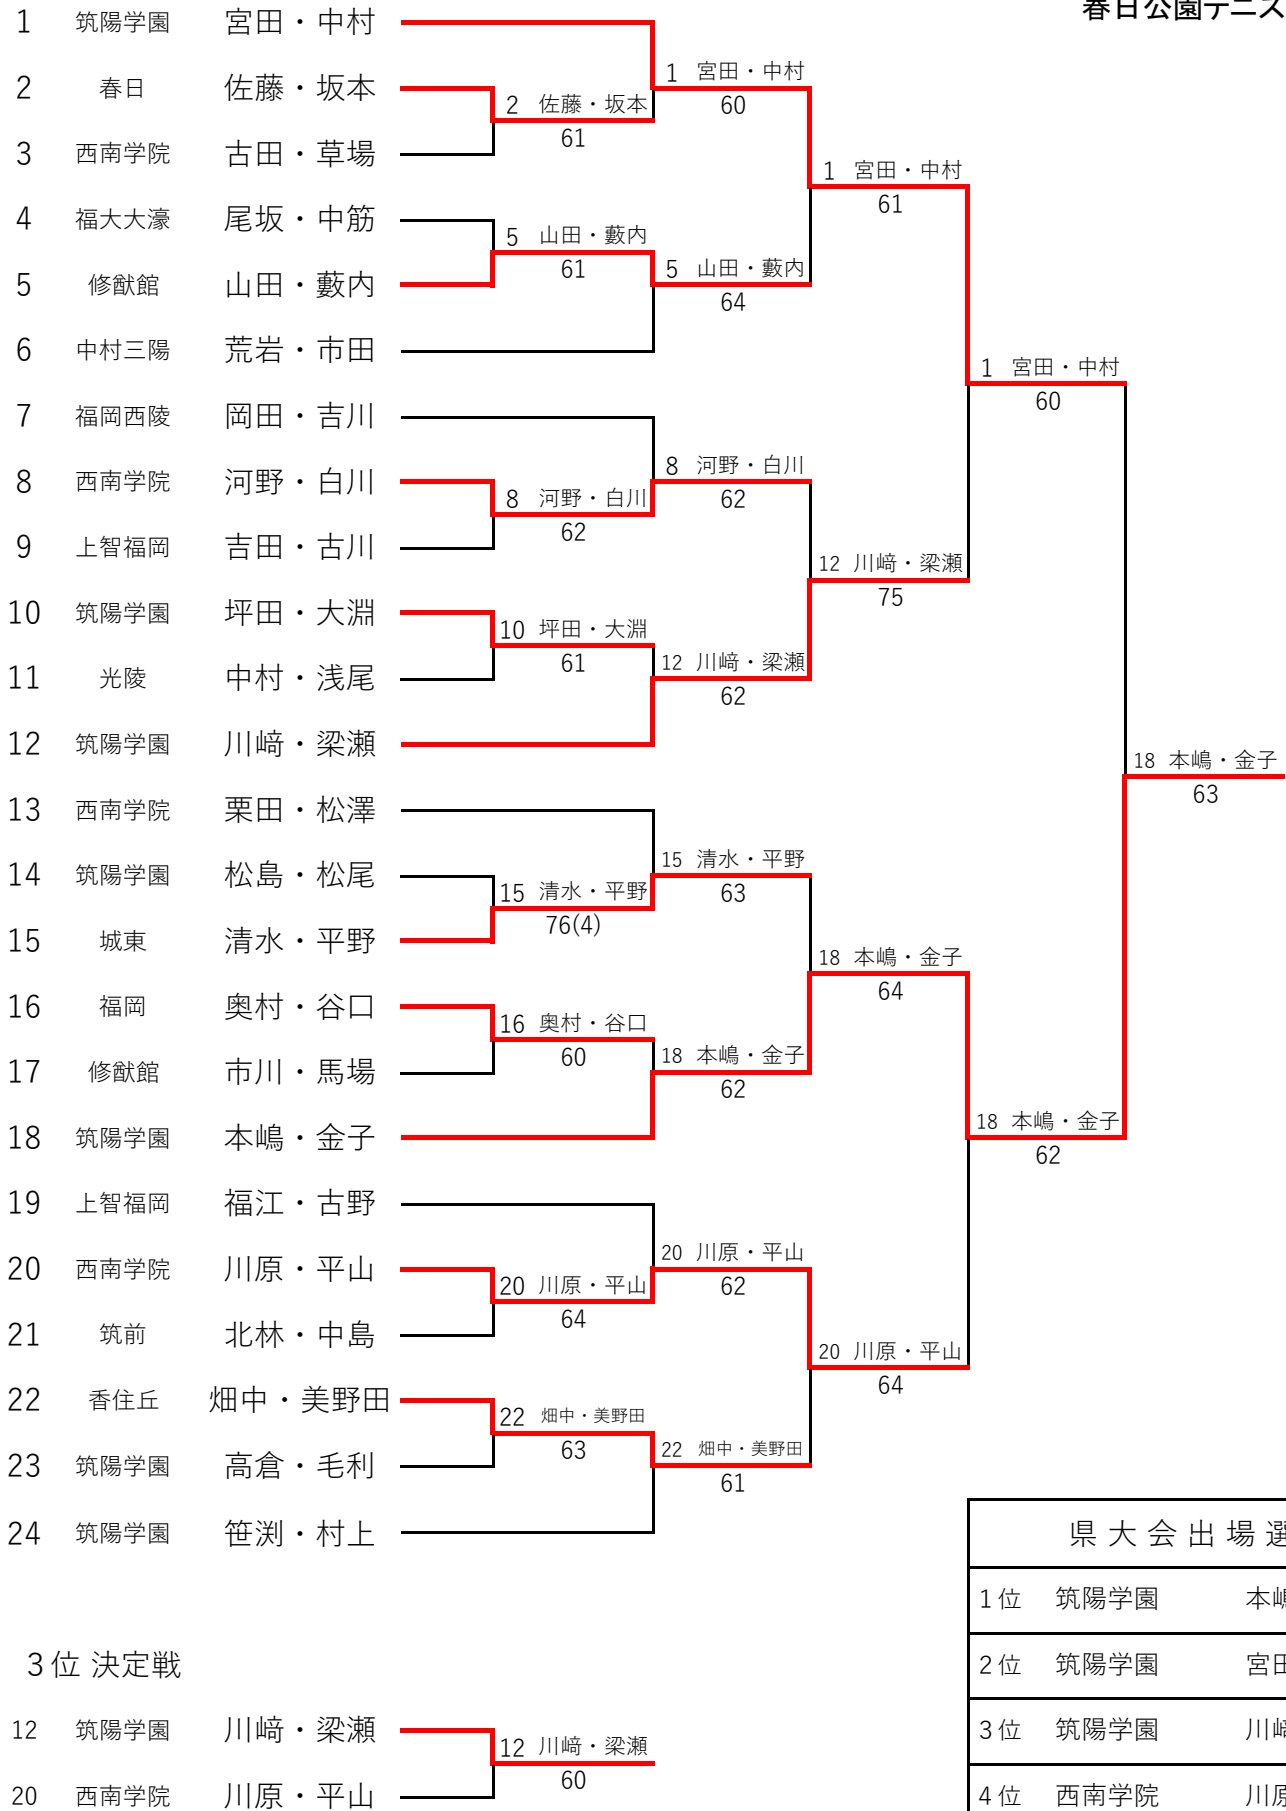 春日公園テニス
1 筑陽学園 宮田・中村
1 宮田・中村
60
2 春日 佐藤・坂本
2 佐藤・坂本
61
3 西南学院 古田・草場
1 宮田・中村
61
4 福大大濠 尾坂・中筋
5 山田・藪内
61
5 山田・藪内
64
5 修猷館 山田・藪内
6 中村三陽 荒岩・市田
1 宮田・中村
60
7 福岡西陵 岡田・吉川
8 河野・白川
62
8 西南学院 河野・白川
8 河野・白川
62
9 上智福岡 吉田・古川
12 川﨑・梁瀬
75
10 筑陽学園 坪田・大淵
10 坪田・大淵
61
12 川﨑・梁瀬
62
11 光陵 中村・浅尾
12 筑陽学園 川﨑・梁瀬
18 本嶋・金子
63
13 西南学院 栗田・松澤
15 清水・平野
63
14 筑陽学園 松島・松尾
15 清水・平野
76(4)
15 城東 清水・平野
18 本嶋・金子
64
16 福岡 奥村・谷口
16 奥村・谷口
60
18 本嶋・金子
62
17 修猷館 市川・馬場
18 筑陽学園 本嶋・金子
18 本嶋・金子
62
19 上智福岡 福江・古野
20 川原・平山
62
20 西南学院 川原・平山
20 川原・平山
64
21 筑前 北林・中島
20 川原・平山
64
22 香住丘 畑中・美野田
22 畑中・美野田
63
22 畑中・美野田
61
23 筑陽学園 高倉・毛利
24 筑陽学園 笹渕・村上
県大会出場選
1位 筑陽学園 本嶋
2位 筑陽学園 宮田
3位 筑陽学園 川﨑
4位 西南学院 川原
3位 決定戦
12 筑陽学園 川﨑・梁瀬
12 川﨑・梁瀬
60
20 西南学院 川原・平山